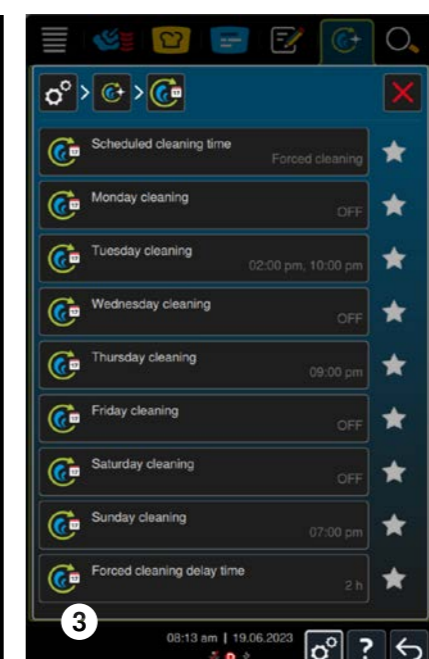 Scheduled cleaning time
Forced cleaning
Monday cleaning
OFF
Tuesday cleaning
02:00 pm, 10:00 pm
Wednesday cleaning
OFF
Thursday cleaning
09:00 pm
Friday cleaning
OFF
Saturday cleaning
OFF
Sunday cleaning
07:00 pm
Forced cleaning delay time
2 h
3
08:13 am | 19.06.2023
?